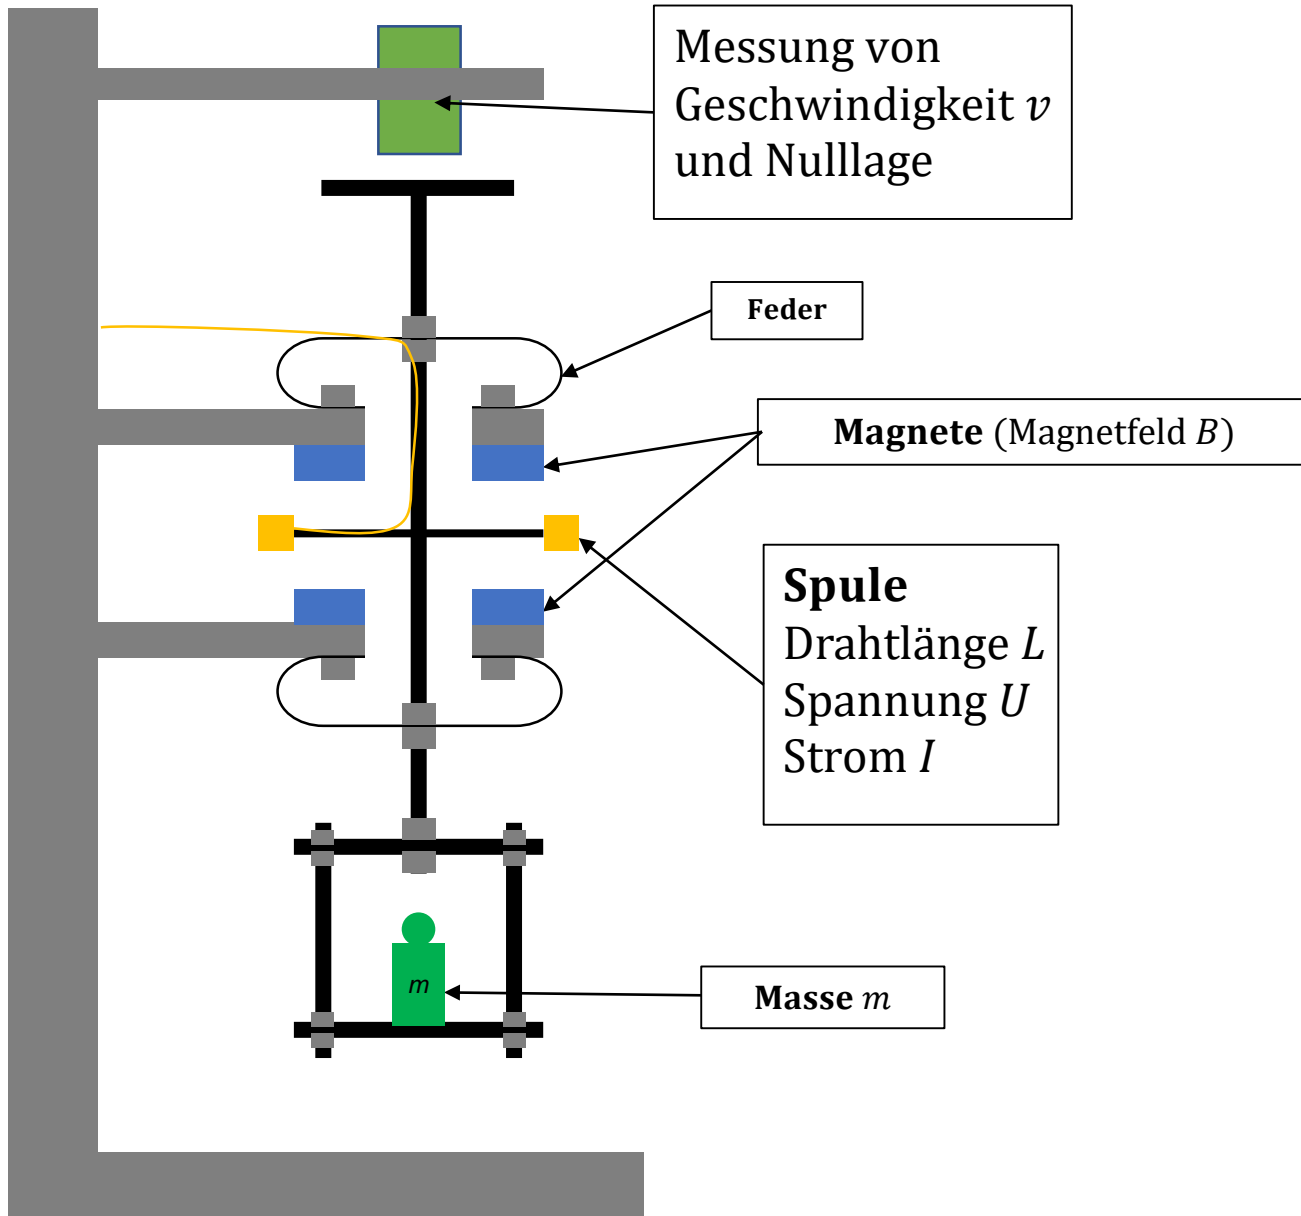 Messung von
Geschwindigkeit v
und Nulllage
Feder
Magnete (Magnetfeld B)
Spule
Drahtlänge L
Spannung U
Strom I
m
Masse m